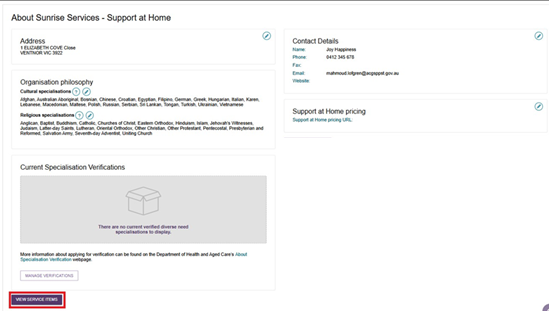 About Sunrise Services - Support at Home
Address
1 ELIZABETH COVE Close
VENTNOR VIC 3922
Organisation philosophy
Cultural specialisations ?
Afghan, Australian Aboriginal, Bosnian, Chinese, Croatian, Egyptian, Filipino, German, Greek, Hungarian, Italian, Karen,
Lebanese, Macedonian, Maltese, Polish, Russian, Serbian, Sri Lankan, Tongan, Turkish, Ukrainian, Vietnamese
Religious specialisations ?
Anglican, Baptist, Buddhism, Catholic, Churches of Christ, Eastern Orthodox, Hinduism, Islam, Jehovah's Witnesses,
Judaism, Latter-day Saints, Lutheran, Oriental Orthodox, Other Christian, Other Protestant, Pentecostal, Presbyterian and
Reformed, Salvation Army, Seventh-day Adventist, Uniting Church
Current Specialisation Verifications
There are no current verified diverse need
specialisations to display.
More information about applying for verification can be found on the Department of Health and Aged Care's About
Specialisation Verification webpage.
MANAGE VERIFICATIONS
VIEW SERVICE ITEMS
Contact Details
Name: Joy Happiness
Phone: 0412 345 678
Fax:
Email: mahmoud.lofgren@acgsppat.gov.au
Website:
Support at Home pricing
Support at Home pricing URL